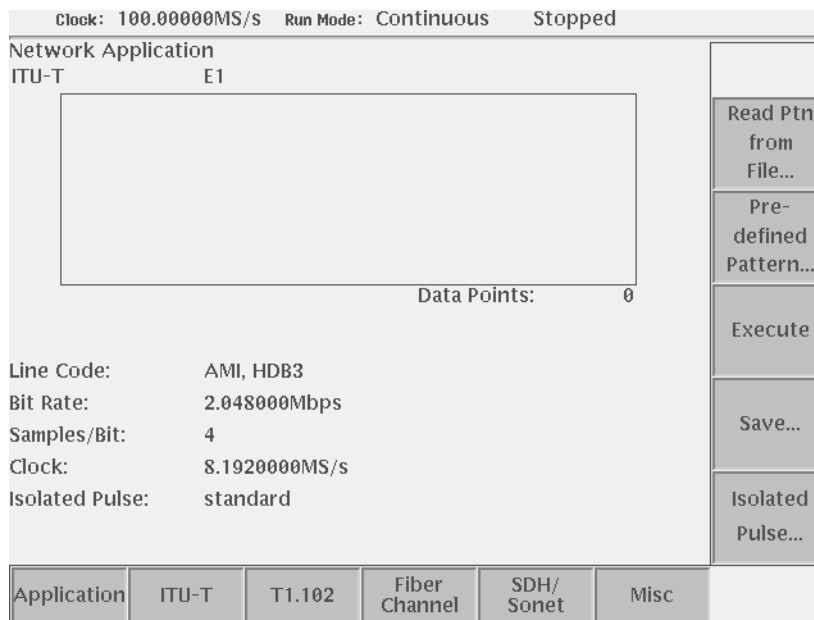 Clock: 100.00000MS/s Run Mode: Continuous Stopped
Network Application
ITU-T E1
Data Points: 0
Line Code: AMI, HDB3
Bit Rate: 2.048000Mbps
Samples/Bit: 4
Clock: 8.1920000MS/s
Isolated Pulse: standard
Read Ptn
from
File...
Pre-
defined
Pattern...
Execute
Save...
Isolated
Pulse...
Application ITU-T T1.102 Fiber Channel SDH/ Sonet Misc